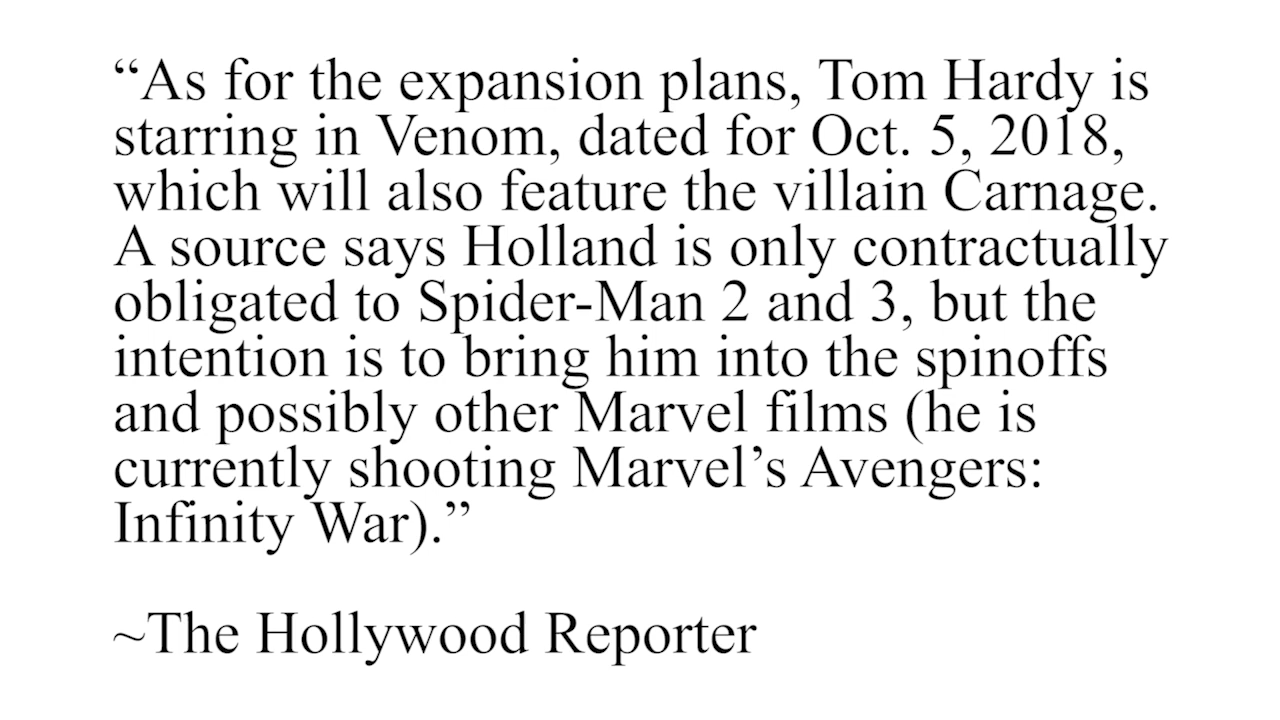 “As for the expansion plans, Tom Hardy is
starring in Venom, dated for Oct. 5, 2018,
which will also feature the villain Carnage.
A source says Holland is only contractually
obligated to Spider-Man 2 and 3, but the
intention is to bring him into the spinoffs
and possibly other Marvel films (he is
currently shooting Marvel’s Avengers:
Infinity War).”
~The Hollywood Reporter